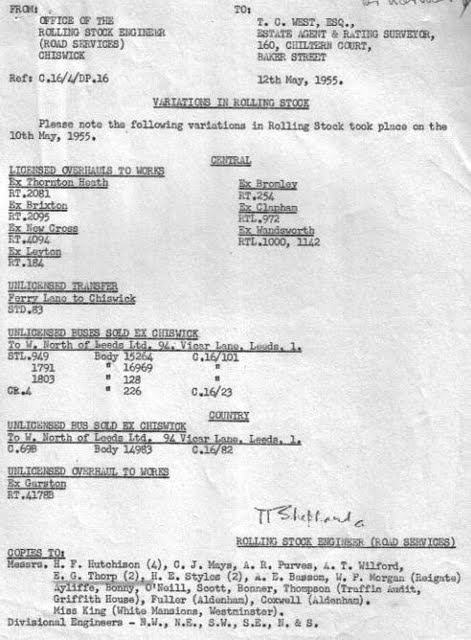 FROM: TO:
OFFICE OF THE T. C. WEST, ESQ.,
ROLLING STOCK ENGINEER ESTATE AGENT & RATING SURVEYOR,
(ROAD SERVICES) 160, CHILTERN COURT,
CHISWICK BAKER STREET
Ref: C.16/4/DP.16 12th May, 1955.
VARIATIONS IN ROLLING STOCK
Please note the following variations in Rolling Stock took place on the
10th May, 1955.
CENTRAL
LICENSED OVERHAULS TO WORKS
Ex Thornton Heath Ex Bromley
RT.2081 RT.254
Ex Brixton Ex Clapham
RT.2095 RTL.972
Ex New Cross Ex Wandsworth
RT.4094 RTL.1000, 1142
Ex Leyton
RT.184
UNLICENSED TRANSFER
Ferry Lane to Chiswick
STD.83
UNLICENSED BUSES SOLD EX CHISWICK
To W. North of Leeds Ltd. 94, Vicar Lane, Leeds, 1.
STL.949 Body 15264 C.16/101
1791 " 16969 "
1803 " 128 "
CR.4 " 226 C.16/23
COUNTRY
UNLICENSED BUS SOLD EX CHISWICK
To W. North of Leeds Ltd. 94 Vicar Lane, Leeds, 1.
C.69B Body 14983 C.16/82
UNLICENSED OVERHAUL TO WORKS
Ex Garston
RT.4178B
ROLLING STOCK ENGINEER (ROAD SERVICES)
COPIES TO:
Messrs. H. F. Hutchison (4), C. J. Mays, A. R. Purves, A. T. Wilford,
E. G. Thorp (2), H. E. Styles (2), A. E. Bassom, W. F. Morgan (Reigate)
Ayliffe, Bonny, O'Neill, Scott, Bonner, Thompson (Traffic Audit,
Griffith House), Fuller (Aldenham), Coxwell (Aldenham).
Miss King (White Mansions, Westminster).
Divisional Engineers - N.W., N.E., S.W., S.E., N. & S.